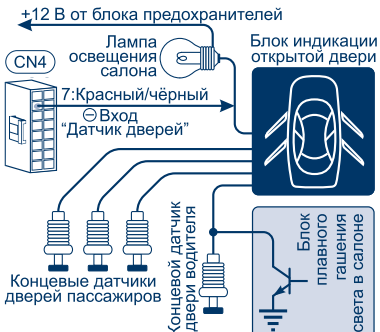 +12 В от блока предохранителей
Лампа
освещения
салона
Блок индикации
открытой двери
CN4
7:Красный/чёрный
⊖Вход
“Датчик дверей”
Концевые датчики
дверей пассажиров
Концевой датчик
двери водителя
Блок
плавного
гашения
света в салоне